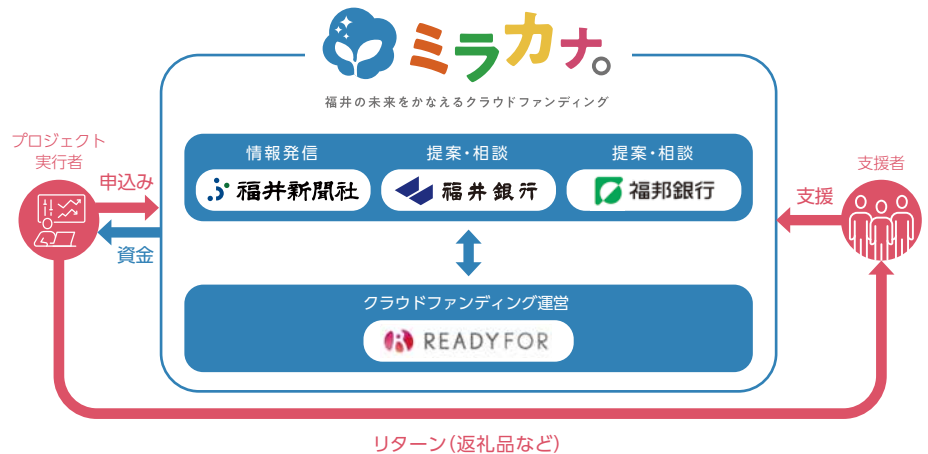 ミラカナ。
福井の未来をかなえるクラウドファンディング
プロジェクト
実行者
申込み
資金
情報発信
福井新聞社
提案・相談
福井銀行
提案・相談
福邦銀行
クラウドファンディング運営
READYFOR
支援者
支援
リターン（返礼品など）